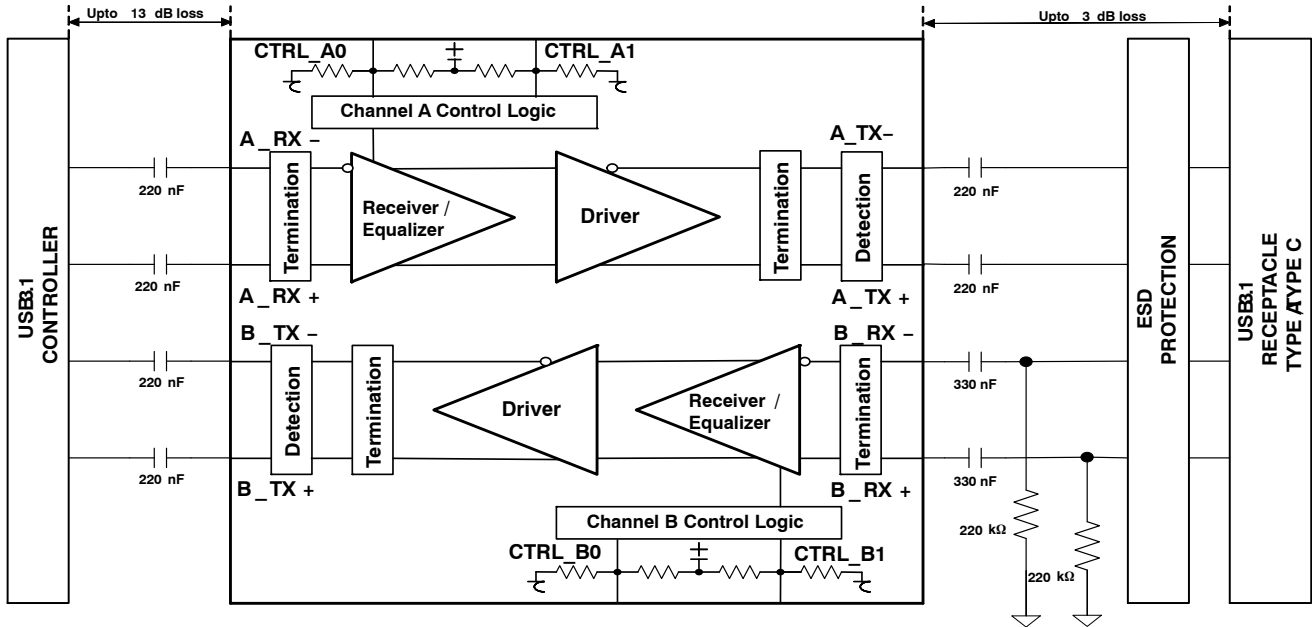 Upto 13 dB loss
Upto 3 dB loss
CTRL_A0
CTRL_A1
Channel A Control Logic
A_RX -
A_TX-
220 nF
Termination
Receiver /
Equalizer
Driver
Termination
Detection
220 nF
220 nF
A_RX +
A_TX +
220 nF
USB3.1
CONTROLLER
ESD
PROTECTION
USB3.1
RECEPTACLE
TYPE ATYPE C
B_TX -
B_RX -
220 nF
Detection
Termination
Driver
Receiver /
Equalizer
Termination
330 nF
220 nF
B_TX +
B_RX +
330 nF
Channel B Control Logic
220 kΩ
CTRL_B0
CTRL_B1
220 kΩ